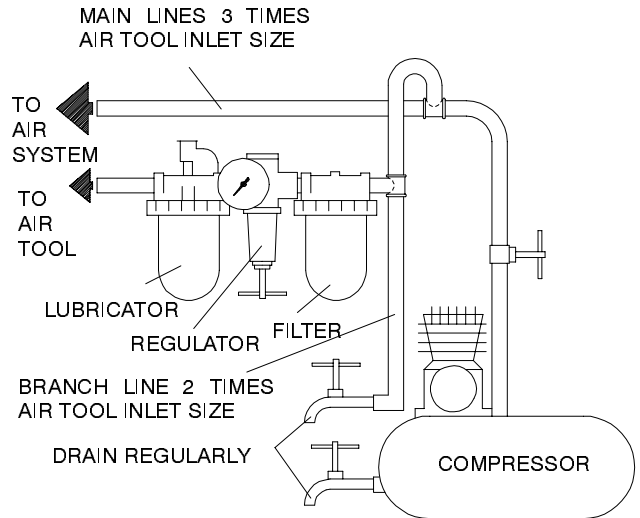 MAIN LINES 3 TIMES
AIR TOOL INLET SIZE
TO
AIR
SYSTEM
TO
AIR
TOOL
LUBRICATOR
REGULATOR
FILTER
BRANCH LINE 2 TIMES
AIR TOOL INLET SIZE
DRAIN REGULARLY
COMPRESSOR